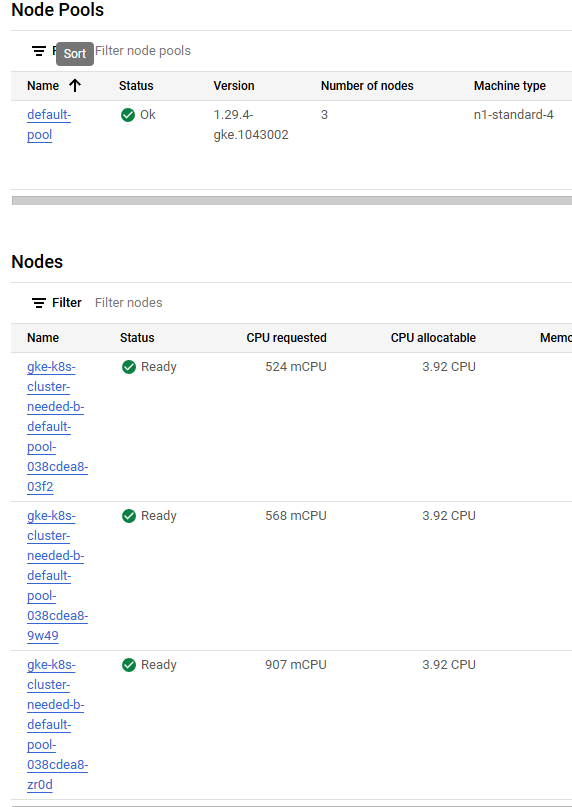 Node Pools
Sort
Filter node pools
Name Status Version Number of nodes Machine type
default- Ok 1.29.4- 3 n1-standard-4
pool gke.1043002
Nodes
Filter Filter nodes
Name Status CPU requested CPU allocatable Memo
gke-k8s- Ready 524 mCPU 3.92 CPU
cluster-
needed-b-
default-
pool-
038cdea8-
03f2
gke-k8s- Ready 568 mCPU 3.92 CPU
cluster-
needed-b-
default-
pool-
038cdea8-
9w49
gke-k8s- Ready 907 mCPU 3.92 CPU
cluster-
needed-b-
default-
pool-
038cdea8-
zr0d